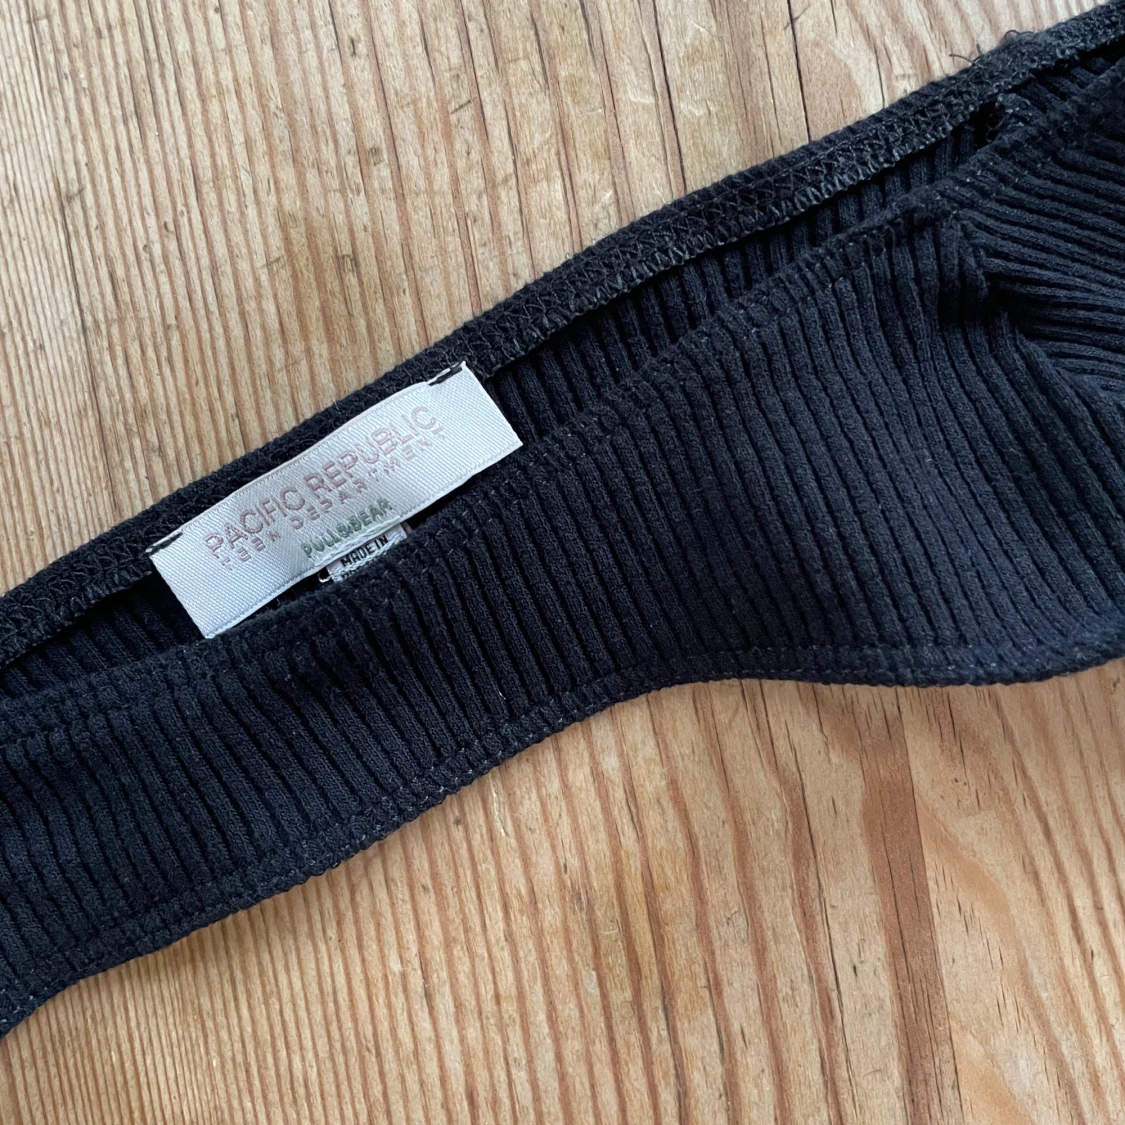 PACIFIC REPUBLIC
TEEN DEPARTMENT
PULL&BEAR
MADE IN